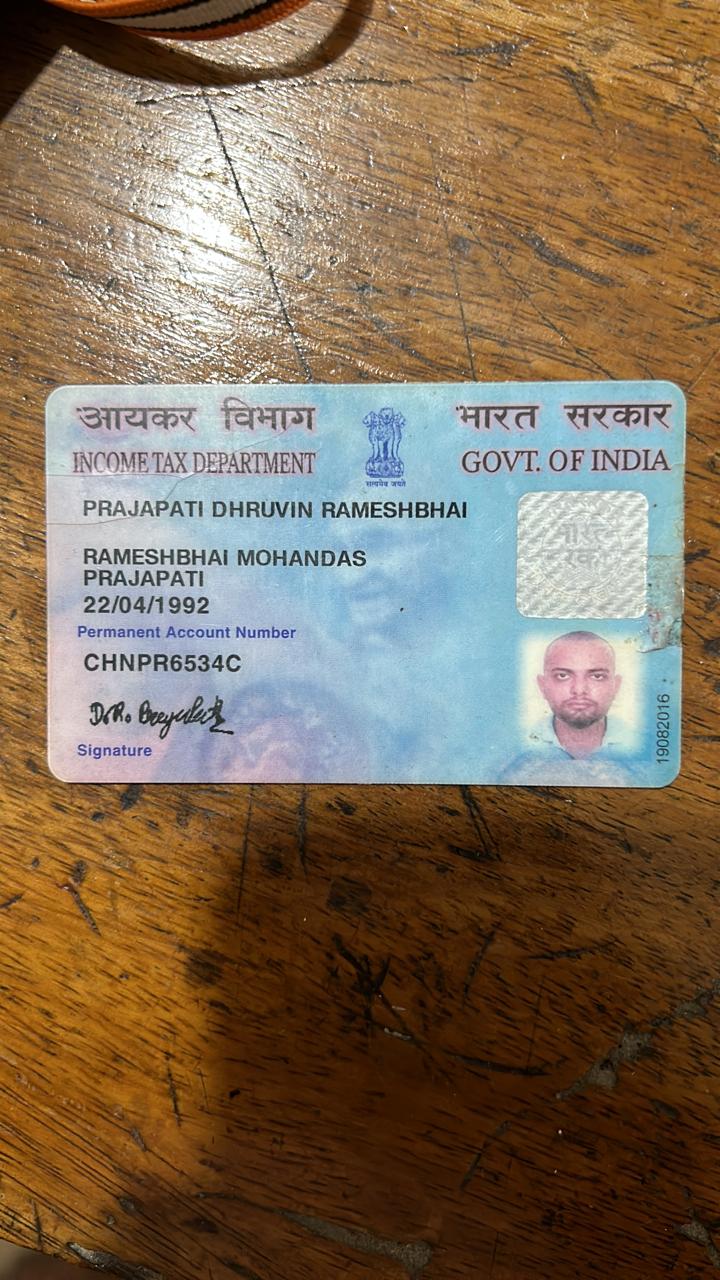 आयकर विभाग
भारत सरकार
INCOME TAX DEPARTMENT
सत्यमेव जयते
GOVT. OF INDIA
PRAJAPATI DHRUVIN RAMESHBHAI
RAMESHBHAI MOHANDAS
PRAJAPATI
22/04/1992
Permanent Account Number
CHNPR6534C
Signature
19082016